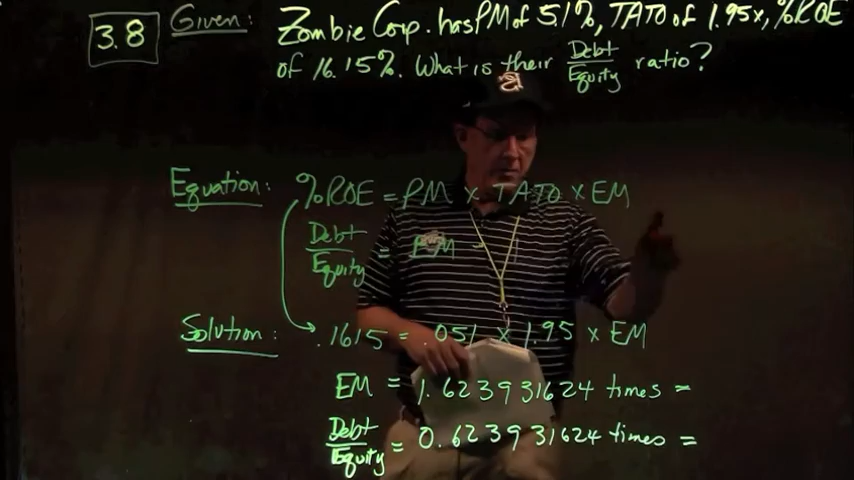 3.8 Given: Zombie Corp. has PM of 5.1%, TATO of 1.95x, %ROE
of 16.15%. What is their Debt/Equity ratio?
Equation: %ROE = PM x TATO x EM
Debt/Equity = EM - 1
Solution: .1615 = .051 x 1.95 x EM
EM = 1.623931624 times =
Debt/Equity = 0.623931624 times =